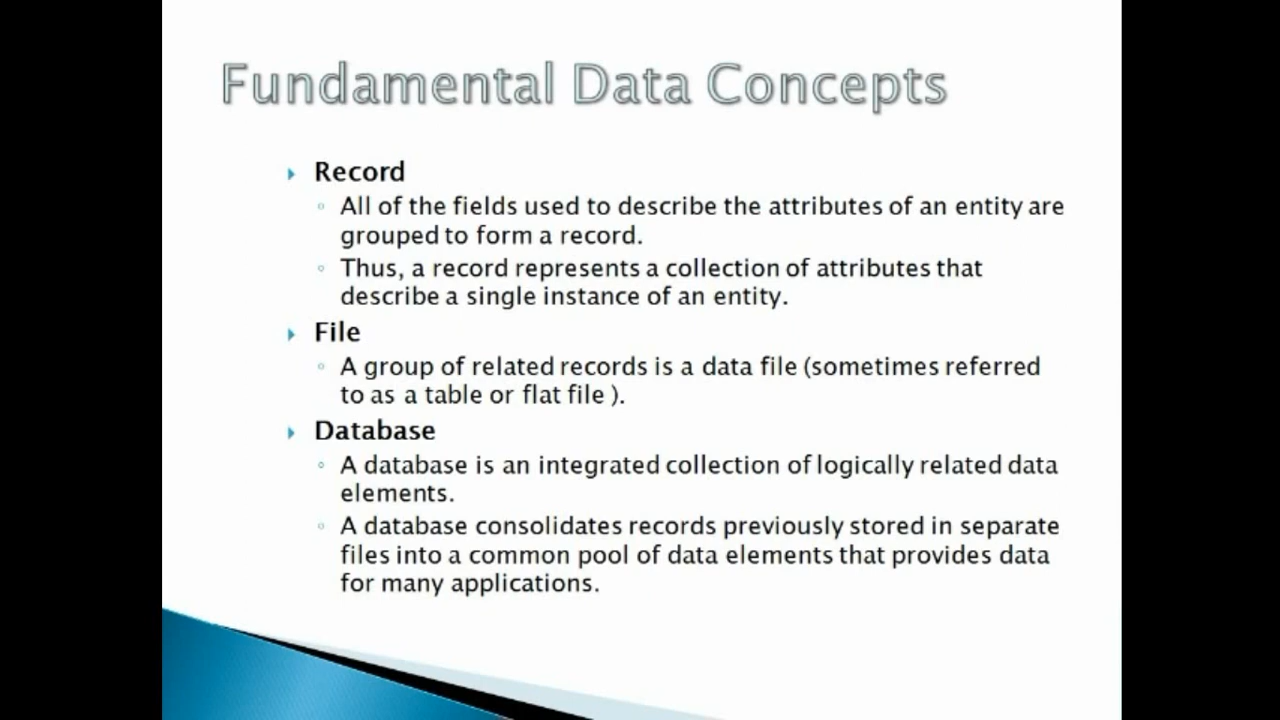 Fundamental Data Concepts
Record
All of the fields used to describe the attributes of an entity are
grouped to form a record.
Thus, a record represents a collection of attributes that
describe a single instance of an entity.
File
A group of related records is a data file (sometimes referred
to as a table or flat file ).
Database
A database is an integrated collection of logically related data
elements.
A database consolidates records previously stored in separate
files into a common pool of data elements that provides data
for many applications.